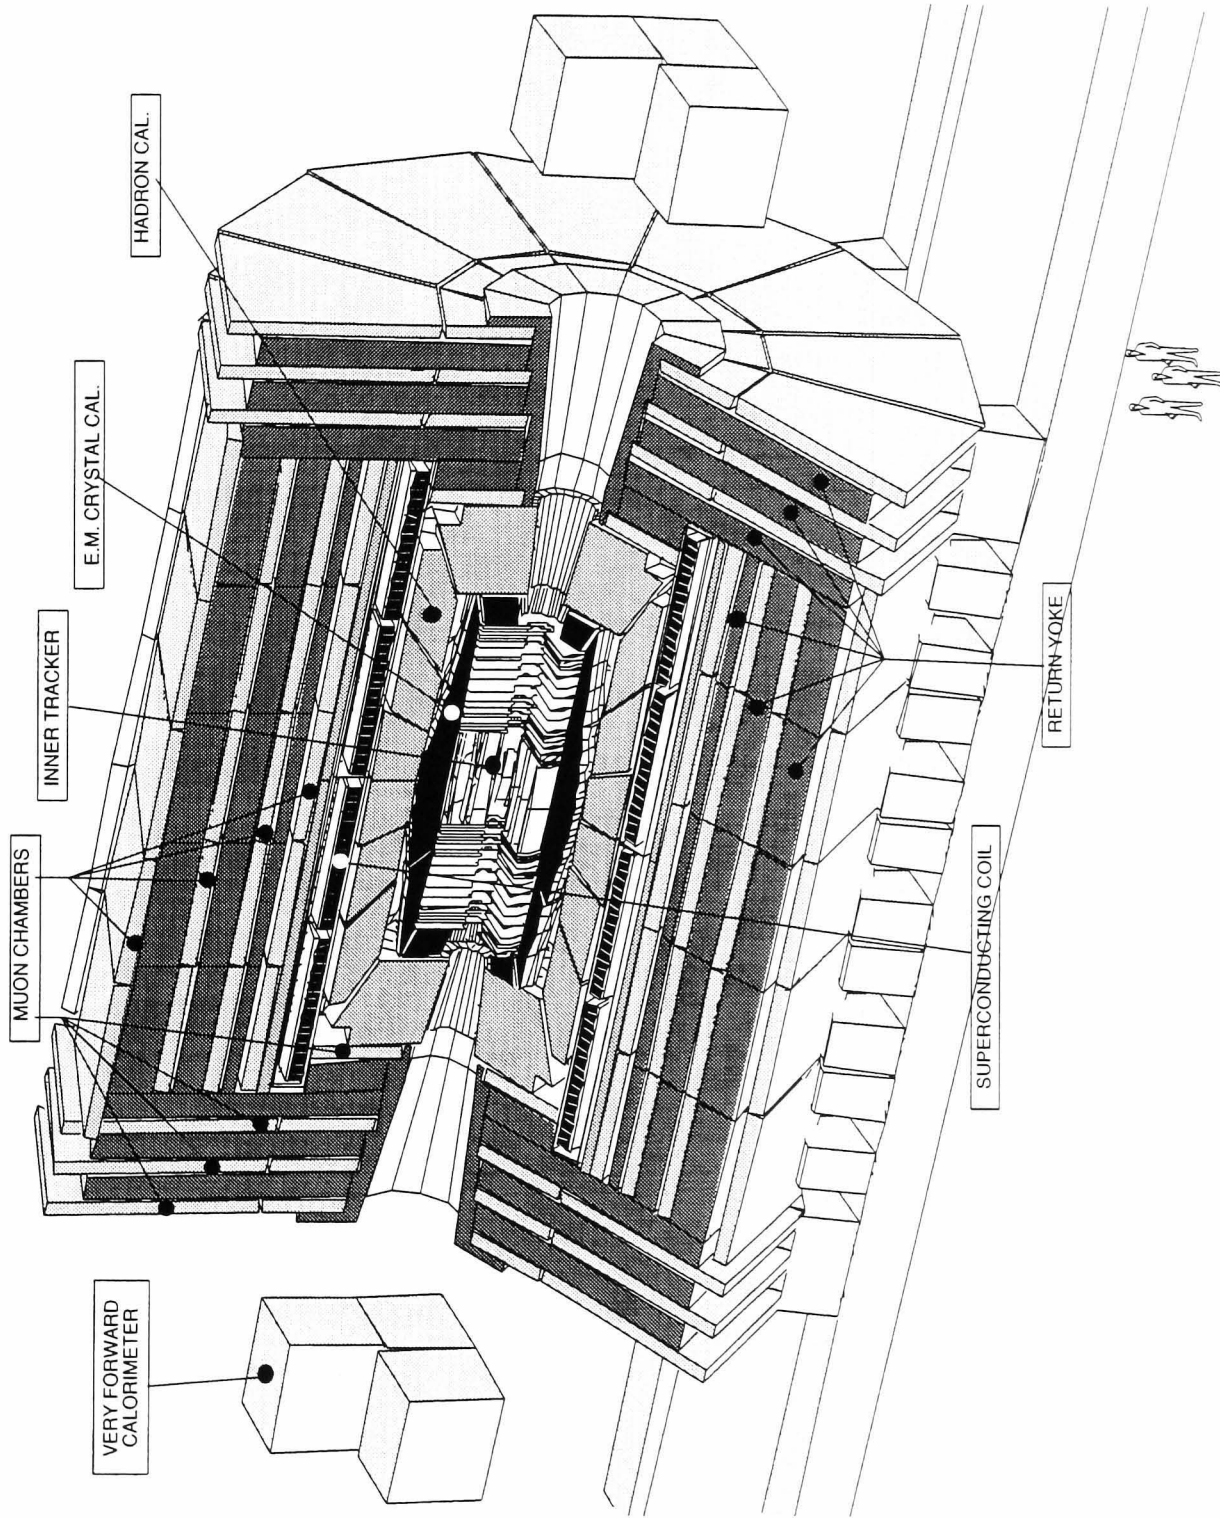 VERY FORWARD
CALORIMETER
MUON CHAMBERS
INNER TRACKER
E.M. CRYSTAL CAL.
HADRON CAL.
SUPERCONDUCTING COIL
RETURN YOKE